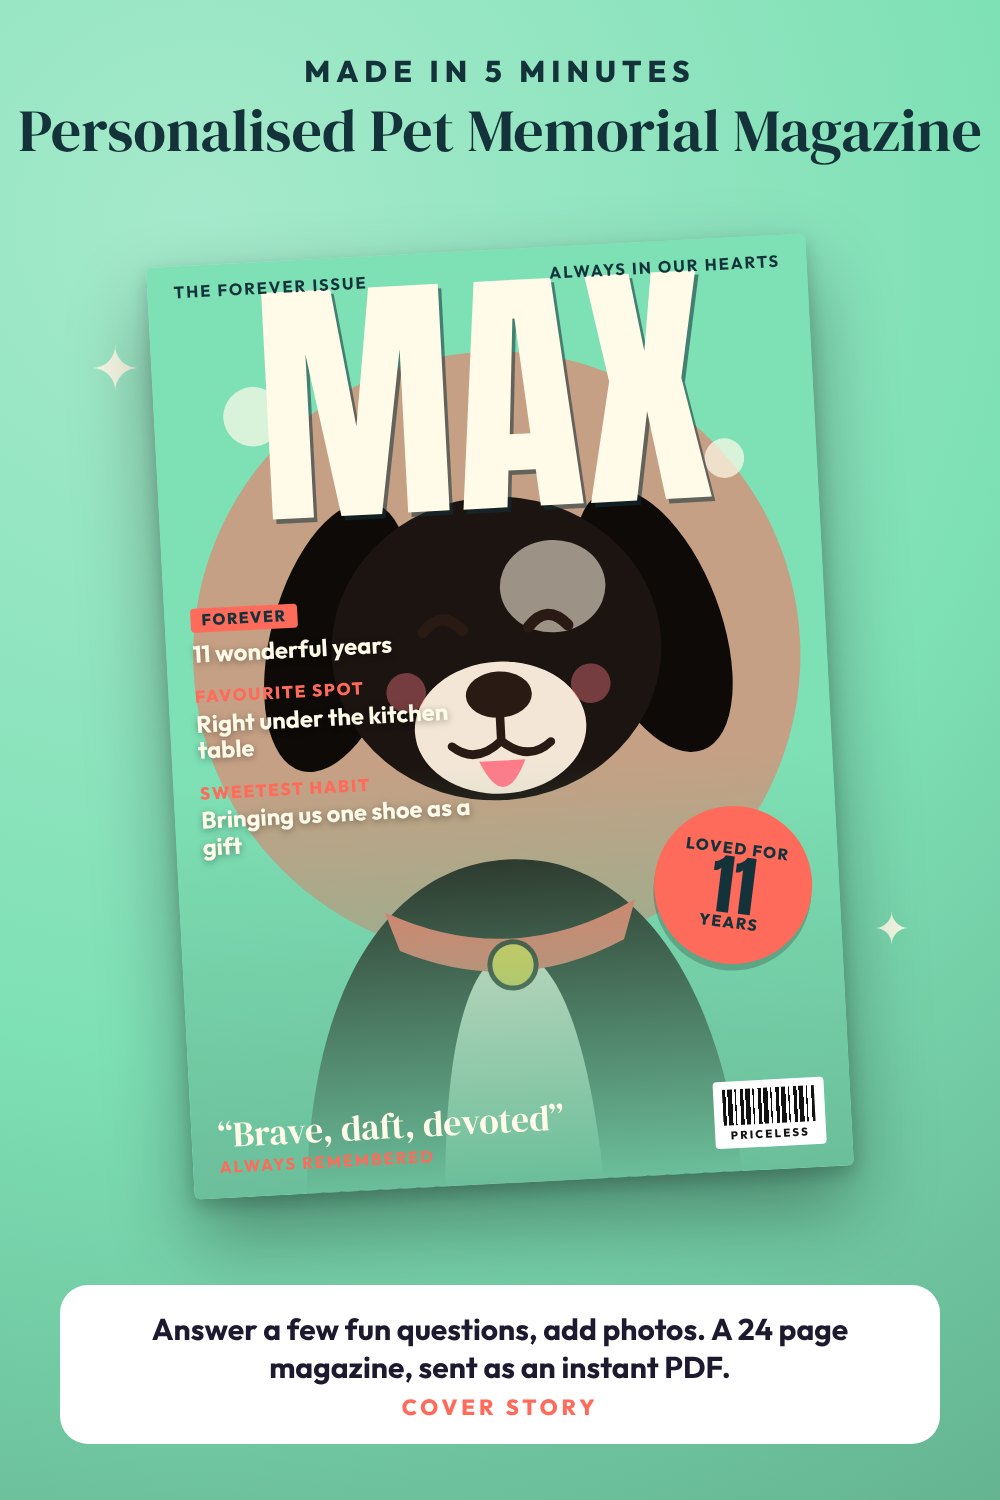 MADE IN 5 MINUTES
Personalised Pet Memorial Magazine
THE FOREVER ISSUE
ALWAYS IN OUR HEARTS
MAX
FOREVER
11 wonderful years
FAVOURITE SPOT
Right under the kitchen
table
SWEETEST HABIT
Bringing us one shoe as a
gift
LOVED FOR
11
YEARS
“Brave, daft, devoted”
ALWAYS REMEMBERED
PRICELESS
Answer a few fun questions, add photos. A 24 page
magazine, sent as an instant PDF.
COVER STORY